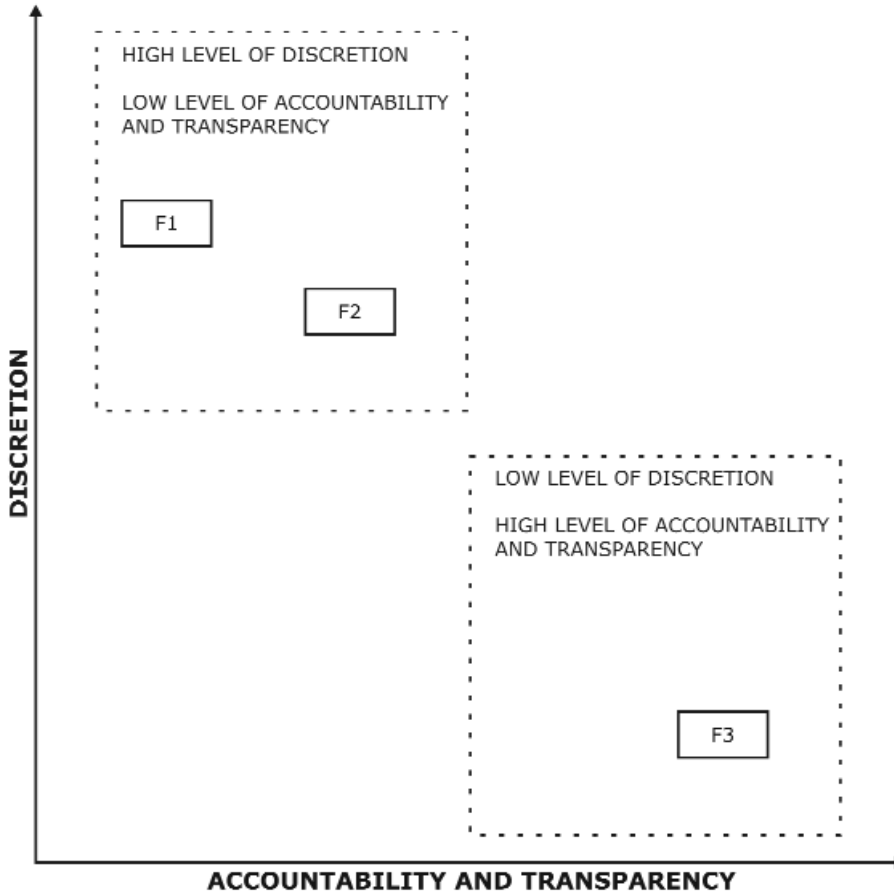 HIGH LEVEL OF DISCRETION
LOW LEVEL OF ACCOUNTABILITY
AND TRANSPARENCY
F1
F2
DISCRETION
LOW LEVEL OF DISCRETION
HIGH LEVEL OF ACCOUNTABILITY
AND TRANSPARENCY
F3
ACCOUNTABILITY AND TRANSPARENCY